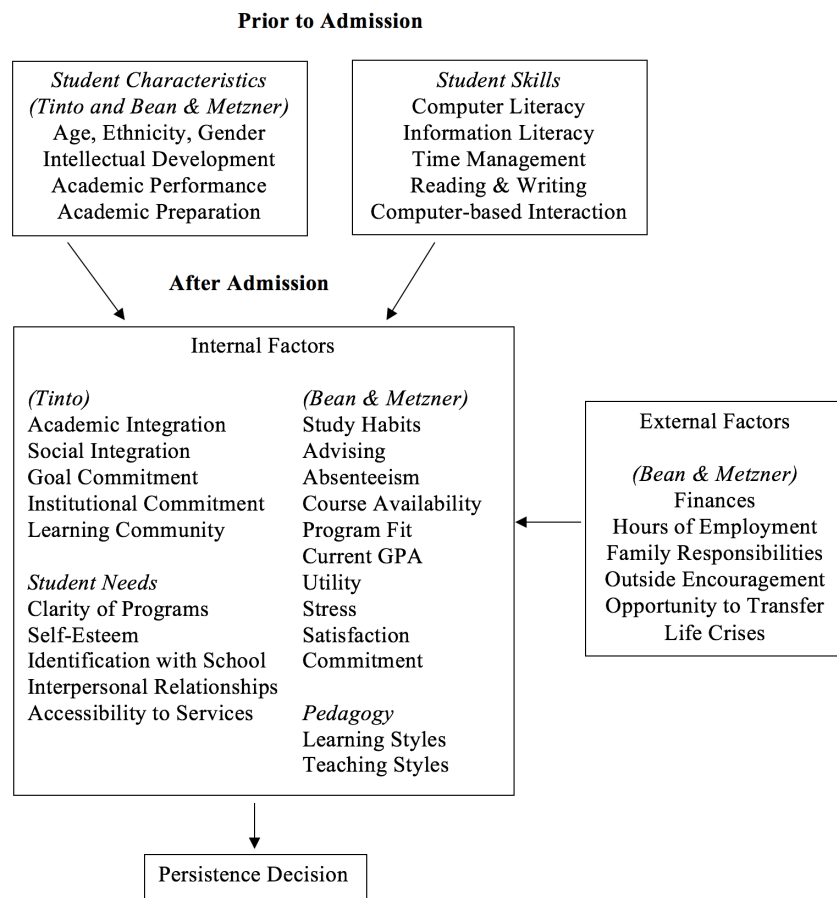 Prior to Admission
Student Characteristics
(Tinto and Bean & Metzner)
Age, Ethnicity, Gender
Intellectual Development
Academic Performance
Academic Preparation
Student Skills
Computer Literacy
Information Literacy
Time Management
Reading & Writing
Computer-based Interaction
After Admission
Internal Factors
(Tinto)
Academic Integration
Social Integration
Goal Commitment
Institutional Commitment
Learning Community
Student Needs
Clarity of Programs
Self-Esteem
Identification with School
Interpersonal Relationships
Accessibility to Services
(Bean & Metzner)
Study Habits
Advising
Absenteeism
Course Availability
Program Fit
Current GPA
Utility
Stress
Satisfaction
Commitment
Pedagogy
Learning Styles
Teaching Styles
External Factors
(Bean & Metzner)
Finances
Hours of Employment
Family Responsibilities
Outside Encouragement
Opportunity to Transfer
Life Crises
Persistence Decision